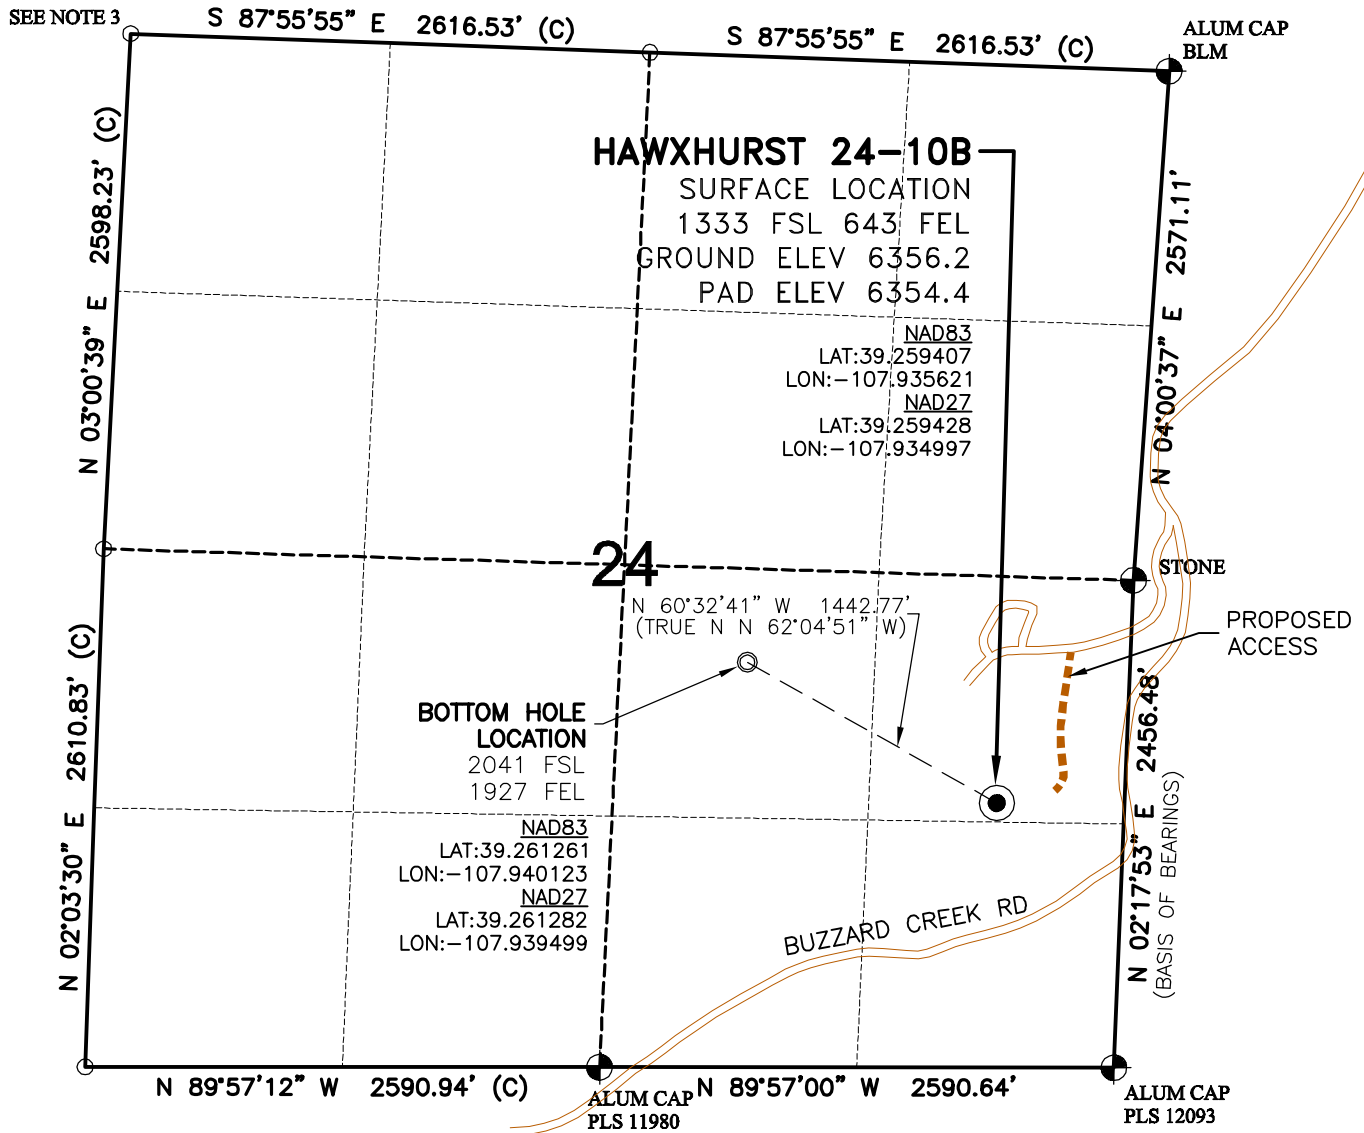 SEE NOTE 3
S 87°55'55" E 2616.53' (C)
S 87°55'55" E 2616.53' (C)
ALUM CAP
BLM
N 03°00'39" E 2598.23' (C)
HAWXHURST 24-10B
SURFACE LOCATION
1333 FSL 643 FEL
GROUND ELEV 6356.2
PAD ELEV 6354.4
NAD83
LAT:39.259407
LON:-107.935621
NAD27
LAT:39.259428
LON:-107.934997
N 04°00'37" E 2571.11'
24
STONE
N 60°32'41" W 1442.77'
(TRUE N N 62°04'51" W)
PROPOSED
ACCESS
BOTTOM HOLE
LOCATION
2041 FSL
1927 FEL
NAD83
LAT:39.261261
LON:-107.940123
NAD27
LAT:39.261282
LON:-107.939499
N 02°03'30" E 2610.83' (C)
N 02°17'53" E 2456.48'
(BASIS OF BEARINGS)
BUZZARD CREEK RD
N 89°57'12" W 2590.94' (C)
N 89°57'00" W 2590.64'
ALUM CAP
PLS 11980
ALUM CAP
PLS 12093